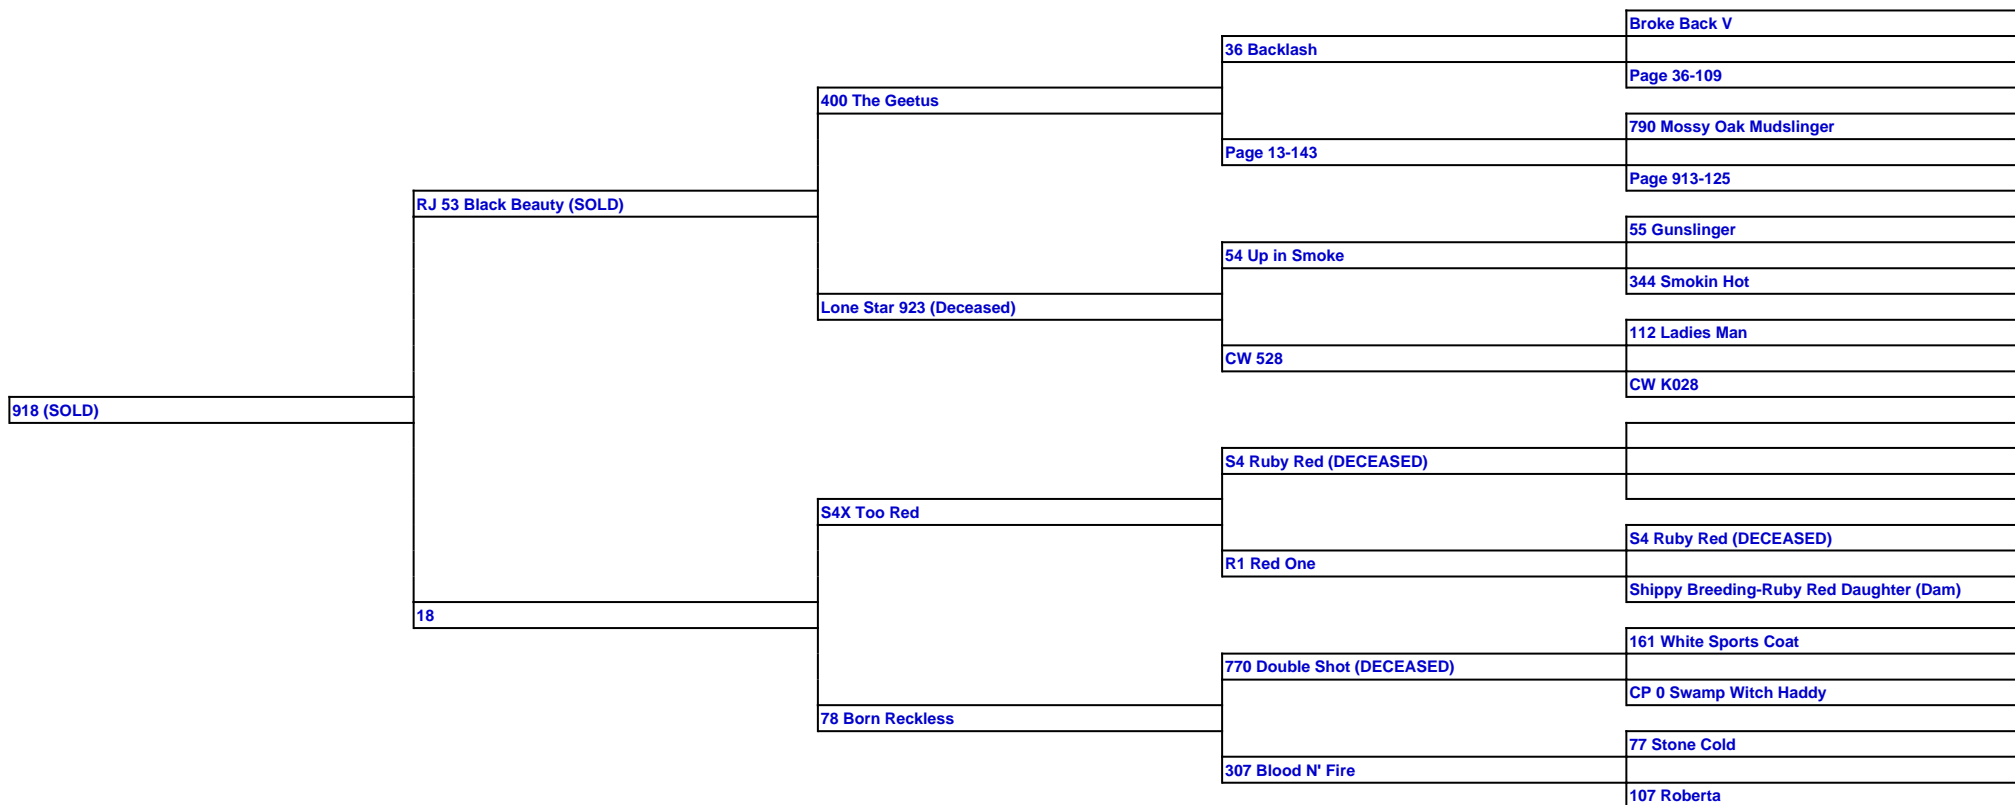 Broke Back V
36 Backlash
Page 36-109
400 The Geetus
790 Mossy Oak Mudslinger
Page 13-143
Page 913-125
RJ 53 Black Beauty (SOLD)
55 Gunslinger
54 Up in Smoke
344 Smokin Hot
Lone Star 923 (Deceased)
112 Ladies Man
CW 528
CW K028
918 (SOLD)
S4 Ruby Red (DECEASED)
S4X Too Red
S4 Ruby Red (DECEASED)
R1 Red One
Shippy Breeding-Ruby Red Daughter (Dam)
18
161 White Sports Coat
770 Double Shot (DECEASED)
CP 0 Swamp Witch Haddy
78 Born Reckless
77 Stone Cold
307 Blood N' Fire
107 Roberta